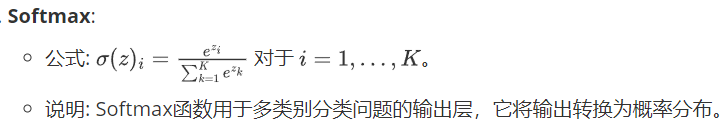 . Softmax:
公式: σ(z)ᵢ = e^{z_i} / ∑_{k=1}^{K} e^{z_k} 对于 i = 1, . . . , K。
说明: Softmax函数用于多类别分类问题的输出层，它将输出转换为概率分布。